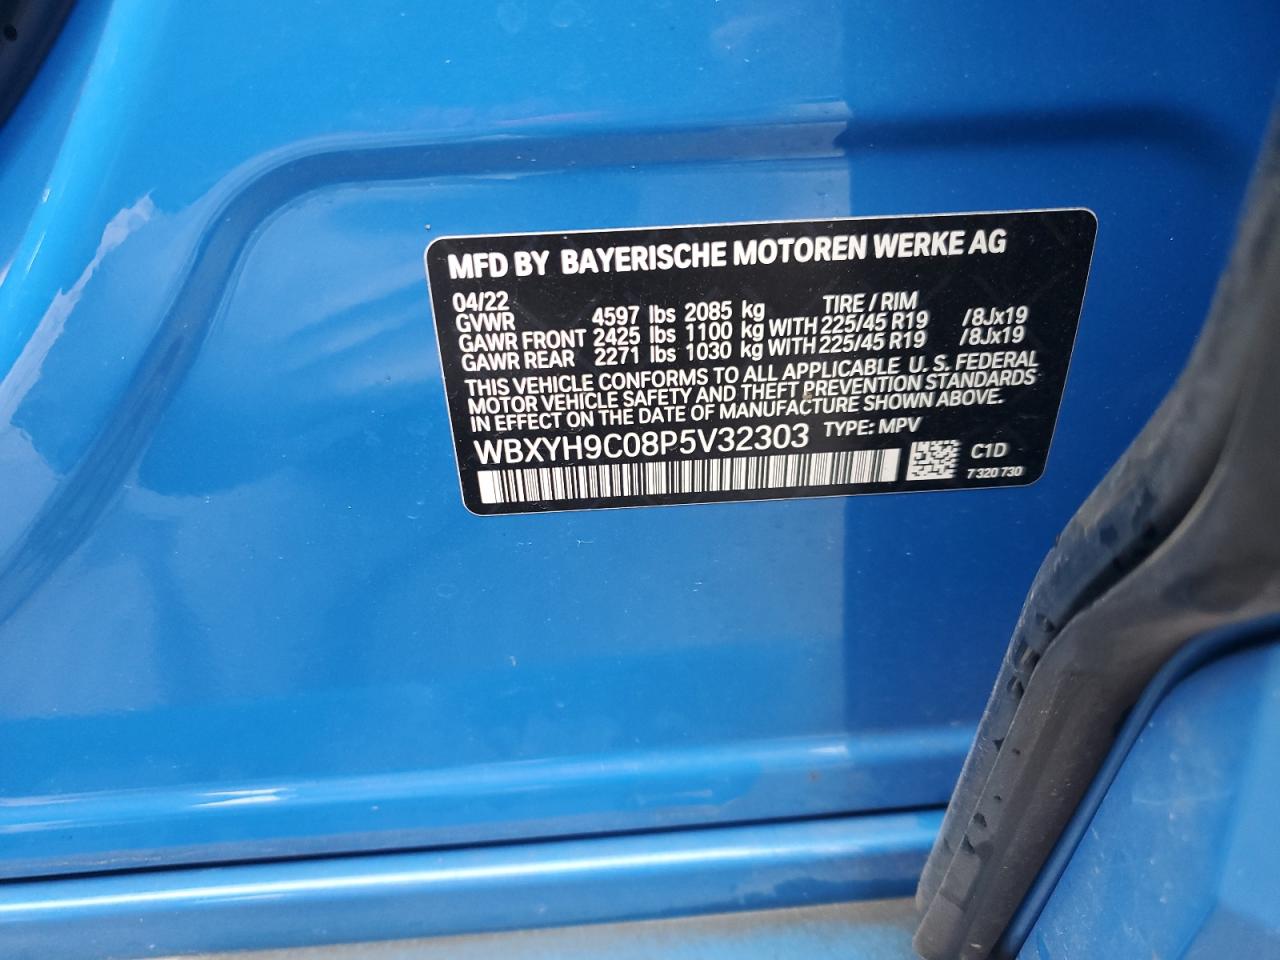 MFD BY BAYERISCHE MOTOREN WERKE AG
04/22 TIRE / RIM
GVWR 4597 lbs 2085 kg
GAWR FRONT 2425 lbs 1100 kg WITH 225/45 R19 /8Jx19
GAWR REAR 2271 lbs 1030 kg WITH 225/45 R19 /8Jx19
THIS VEHICLE CONFORMS TO ALL APPLICABLE U. S. FEDERAL
MOTOR VEHICLE SAFETY AND THEFT PREVENTION STANDARDS
IN EFFECT ON THE DATE OF MANUFACTURE SHOWN ABOVE.
WBXYH9C08P5V32303 TYPE: MPV
C1D
7 320 730